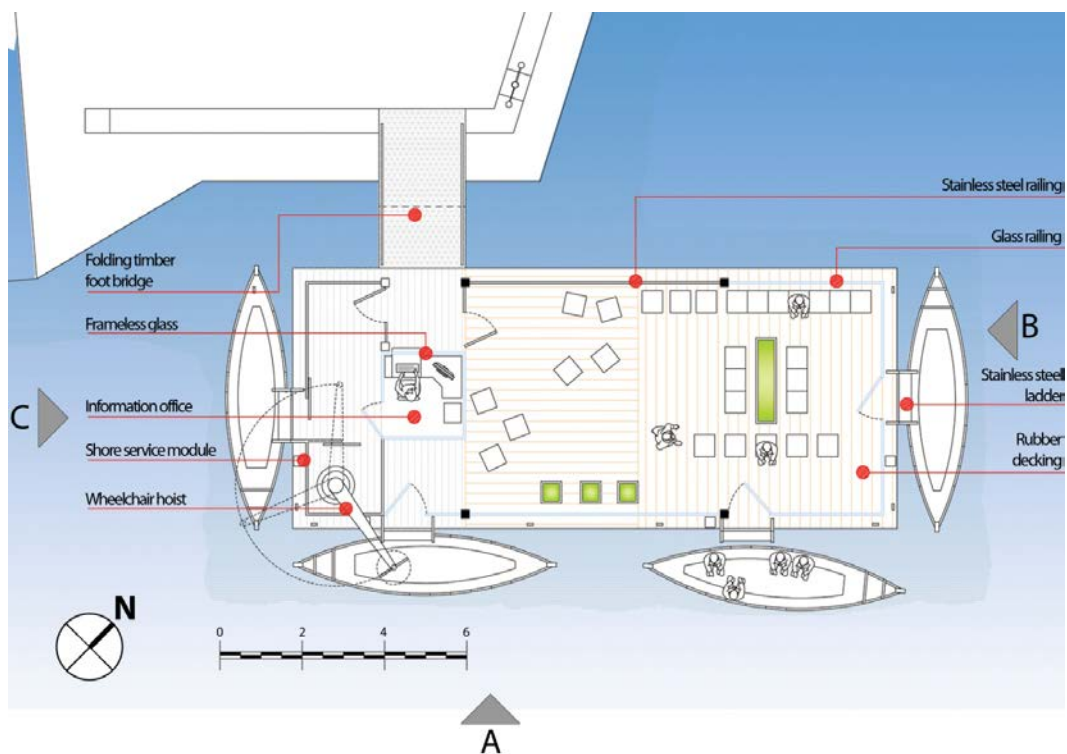 Stainless steel railing
Glass railing
Folding timber
foot bridge
Frameless glass
B
Stainless steell
ladder
C
Information office
Shore service module
Rubber
decking
Wheelchair hoist
N
0 2 4 6
A